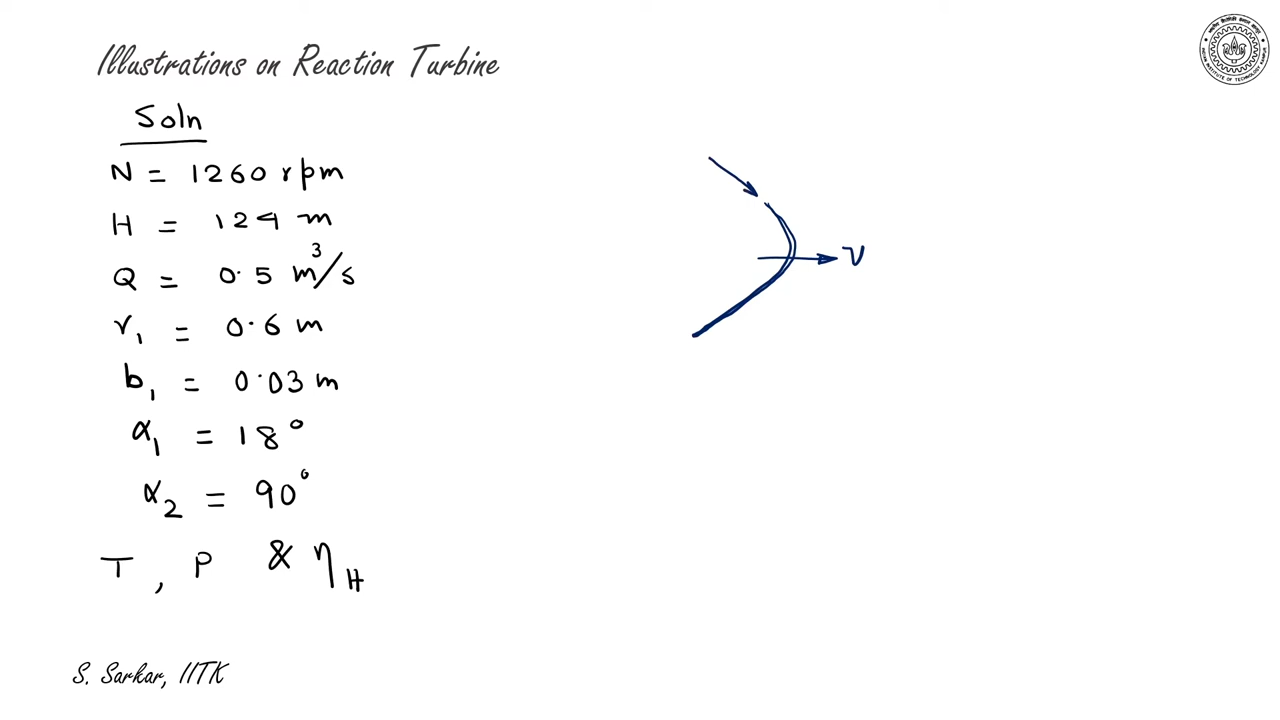 Illustrations on Reaction Turbine
Soln
N = 1260 rpm
H = 124 m
Q = 0.5 m³/s
r₁ = 0.6 m
b₁ = 0.03 m
α₁ = 18°
α₂ = 90°
T, P & η_H
ν
S. Sarkar, IITK